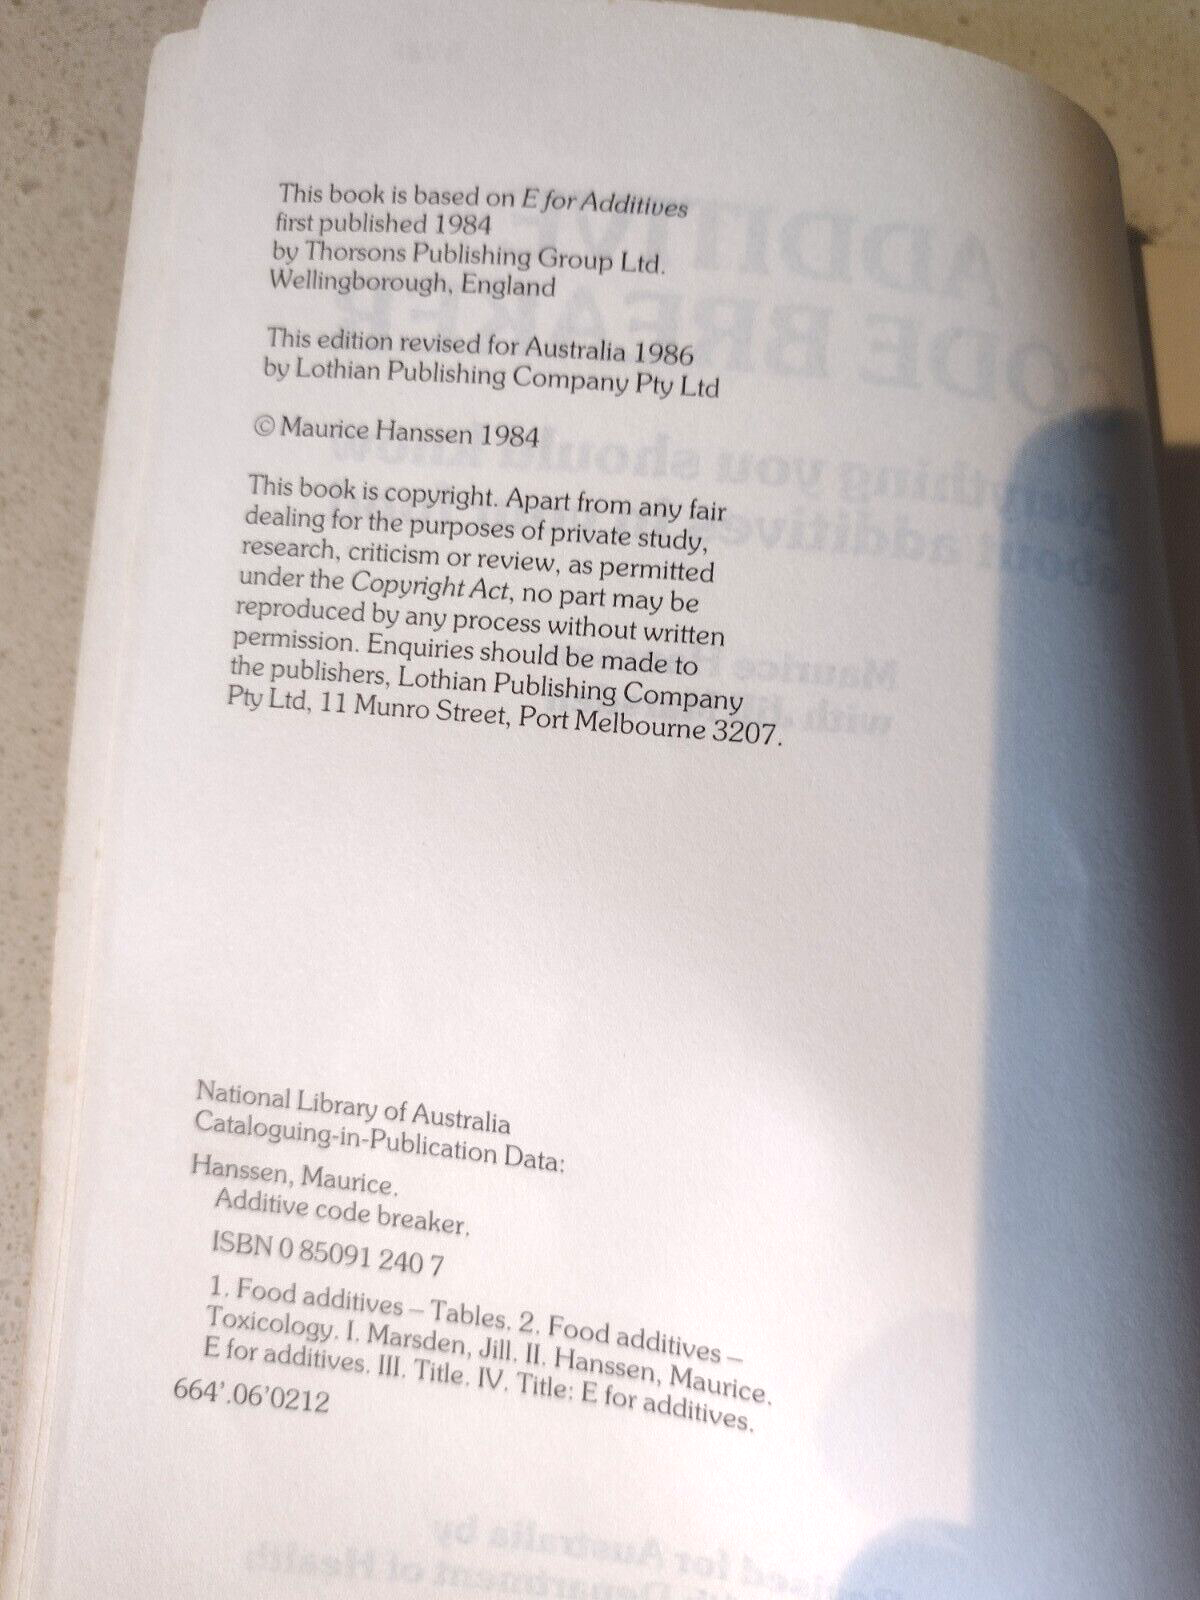 This book is based on E for Additives
first published 1984
by Thorsons Publishing Group Ltd.
Wellingborough, England
This edition revised for Australia 1986
by Lothian Publishing Company Pty Ltd
© Maurice Hanssen 1984
This book is copyright. Apart from any fair
dealing for the purposes of private study,
research, criticism or review, as permitted
under the Copyright Act, no part may be
reproduced by any process without written
permission. Enquiries should be made to
the publishers, Lothian Publishing Company
Pty Ltd, 11 Munro Street, Port Melbourne 3207.
National Library of Australia
Cataloguing-in-Publication Data:
Hanssen, Maurice.
Additive code breaker.
ISBN 0 85091 240 7
1. Food additives – Tables. 2. Food additives –
Toxicology. I. Marsden, Jill. II. Hanssen, Maurice.
E for additives. III. Title. IV. Title: E for additives.
664'.06'0212